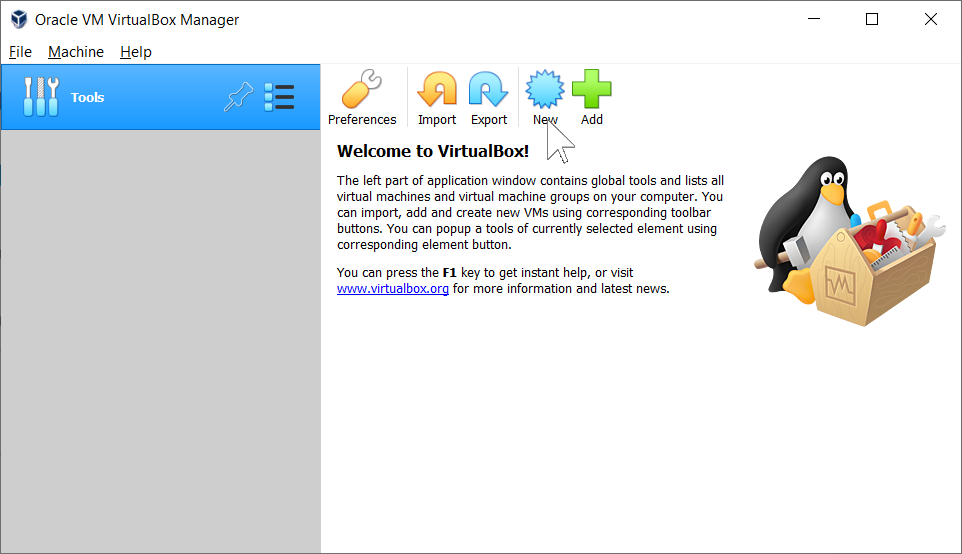 Oracle VM VirtualBox Manager
File Machine Help
Tools
Preferences Import Export New Add
Welcome to VirtualBox!
The left part of application window contains global tools and lists all
virtual machines and virtual machine groups on your computer. You
can import, add and create new VMs using corresponding toolbar
buttons. You can popup a tools of currently selected element using
corresponding element button.
You can press the F1 key to get instant help, or visit
www.virtualbox.org for more information and latest news.